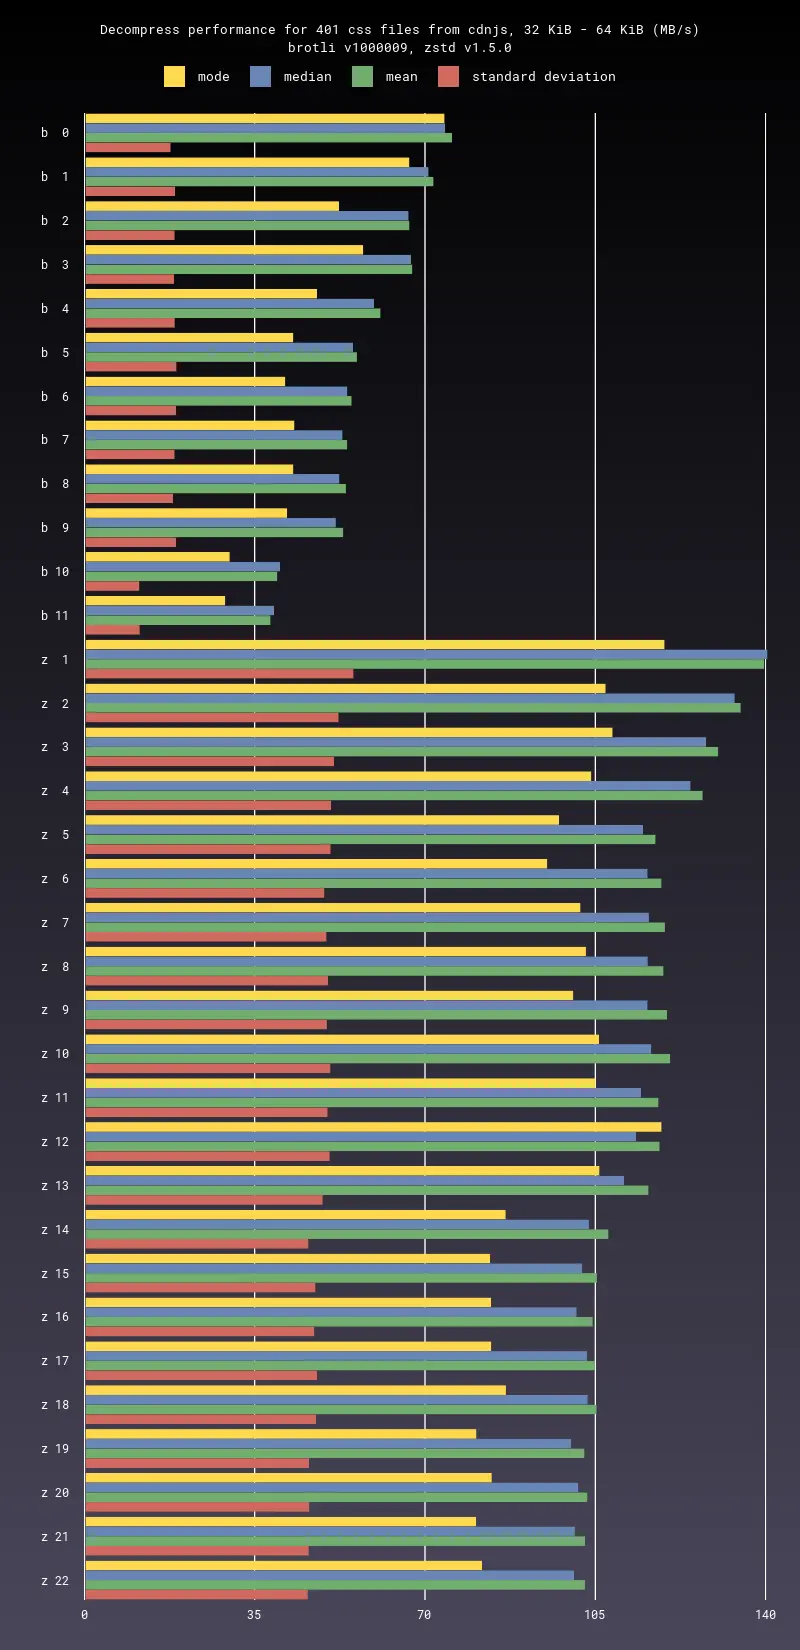 Decompress performance for 401 css files from cdnjs, 32 KiB - 64 KiB (MB/s)
brotli v1000009, zstd v1.5.0
mode median mean standard deviation
b 0
b 1
b 2
b 3
b 4
b 5
b 6
b 7
b 8
b 9
b 10
b 11
z 1
z 2
z 3
z 4
z 5
z 6
z 7
z 8
z 9
z 10
z 11
z 12
z 13
z 14
z 15
z 16
z 17
z 18
z 19
z 20
z 21
z 22
0 35 70 105 140